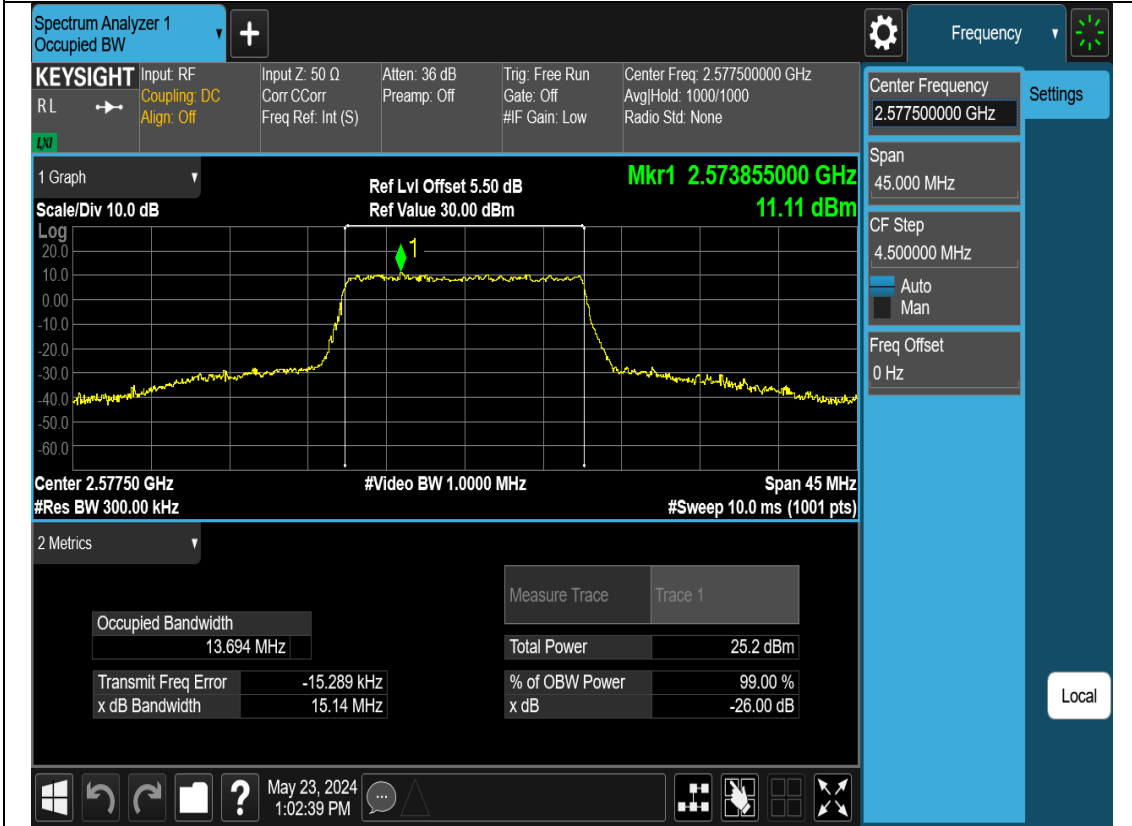 Spectrum Analyzer 1
Occupied BW
+
Frequency
KEYSIGHT
R L
LXI
Input: RF
Coupling: DC
Align: Off
Input Z: 50 Ω
Corr CCorr
Freq Ref: Int (S)
Atten: 36 dB
Preamp: Off
Trig: Free Run
Gate: Off
#IF Gain: Low
Center Freq: 2.577500000 GHz
Avg|Hold: 1000/1000
Radio Std: None
Center Frequency
2.577500000 GHz
Settings
Span
45.000 MHz
CF Step
4.500000 MHz
Auto
Man
Freq Offset
0 Hz
Local
1 Graph
Scale/Div 10.0 dB
Ref Lvl Offset 5.50 dB
Ref Value 30.00 dBm
Mkr1 2.573855000 GHz
11.11 dBm
Log
20.0
10.0
0.00
-10.0
-20.0
-30.0
-40.0
-50.0
-60.0
1
Center 2.57750 GHz
#Video BW 1.0000 MHz
Span 45 MHz
#Res BW 300.00 kHz
#Sweep 10.0 ms (1001 pts)
2 Metrics
Measure Trace Trace 1
Occupied Bandwidth
13.694 MHz
Total Power 25.2 dBm
Transmit Freq Error -15.289 kHz
% of OBW Power 99.00 %
x dB Bandwidth 15.14 MHz
x dB -26.00 dB
?
May 23, 2024
1:02:39 PM